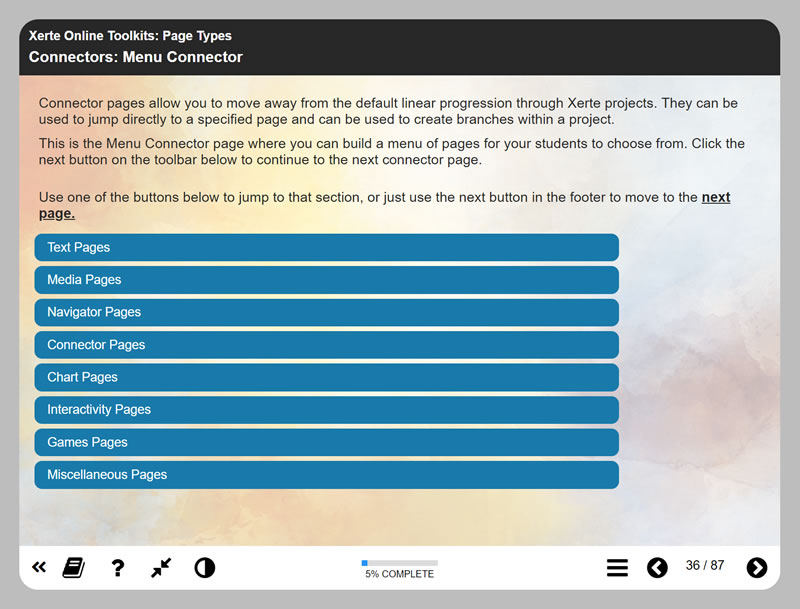 Xerte Online Toolkits: Page Types
Connectors: Menu Connector
Connector pages allow you to move away from the default linear progression through Xerte projects. They can be
used to jump directly to a specified page and can be used to create branches within a project.
This is the Menu Connector page where you can build a menu of pages for your students to choose from. Click the
next button on the toolbar below to continue to the next connector page.
Use one of the buttons below to jump to that section, or just use the next button in the footer to move to the next
page.
Text Pages
Media Pages
Navigator Pages
Connector Pages
Chart Pages
Interactivity Pages
Games Pages
Miscellaneous Pages
5% COMPLETE
36 / 87